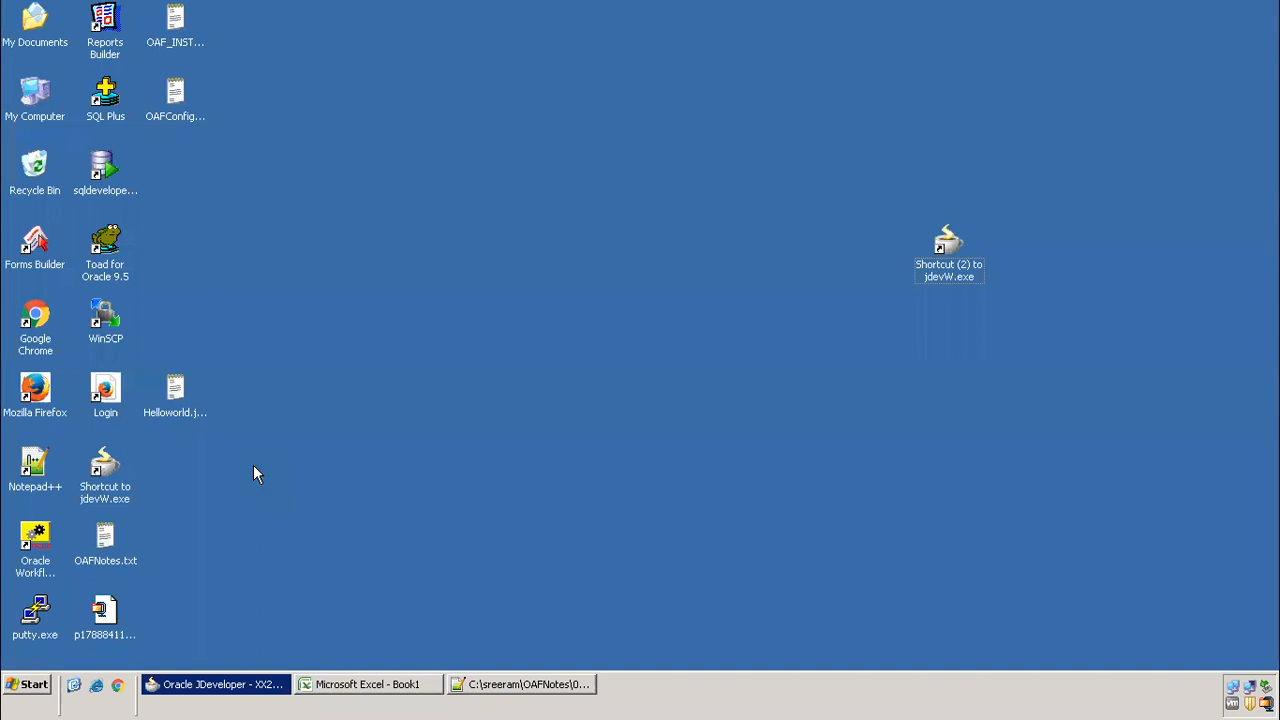 My Documents
Reports
Builder
OAF_INST...
My Computer
SQL Plus
OAFConfig...
Recycle Bin
sqldevelope...
Forms Builder
Toad for
Oracle 9.5
Shortcut (2) to
jdevW.exe
Google
Chrome
WinSCP
Mozilla Firefox
Login
Helloworld.j...
Notepad++
Shortcut to
jdevW.exe
Oracle
Workfl...
OAFNotes.txt
putty.exe
p17888411...
Start
Oracle JDeveloper - XX2...
Microsoft Excel - Book1
C:\sreeram\OAFNotes\0...
vm